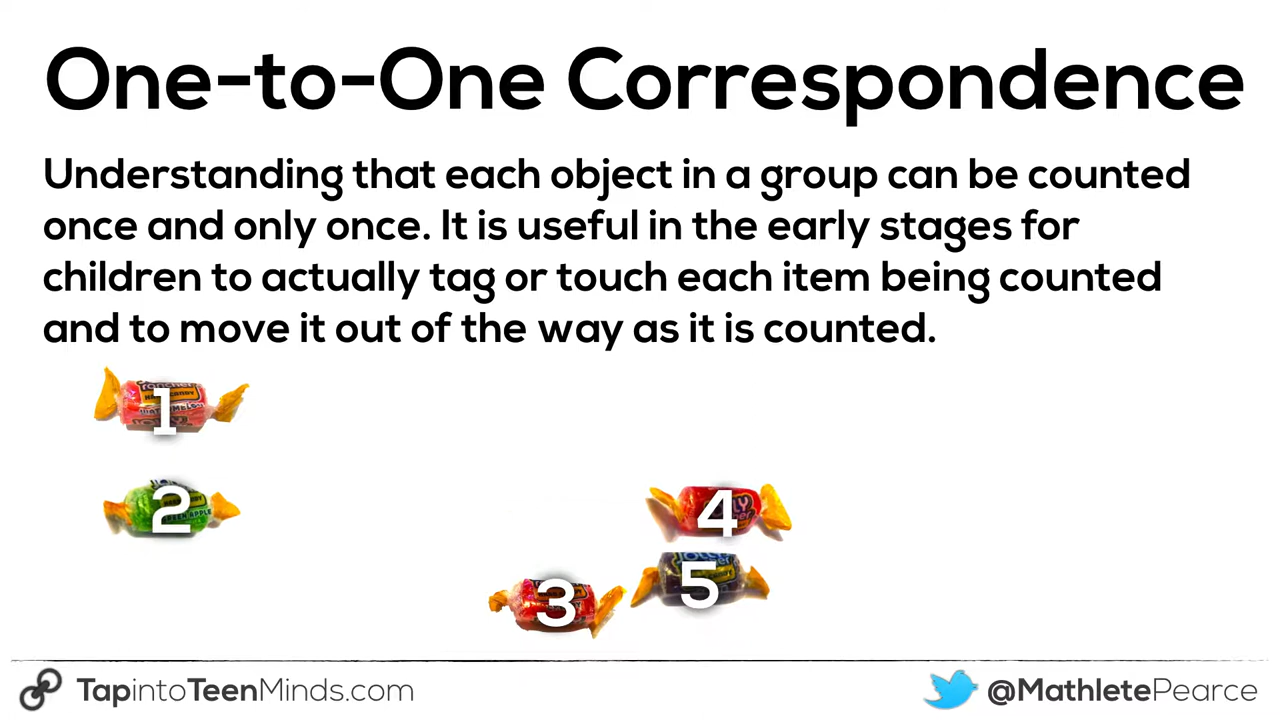 One-to-One Correspondence
Understanding that each object in a group can be counted
once and only once. It is useful in the early stages for
children to actually tag or touch each item being counted
and to move it out of the way as it is counted.
1
2
GREEN APPLE
4
5
3
TapintoTeenMinds.com
@MathletePearce